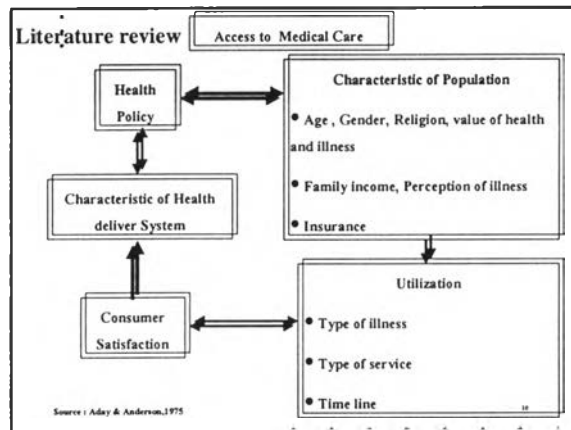 Literature review
Access to Medical Care
Health
Policy
Characteristic of Population
• Age , Gender, Religion, value of health
and illness
• Family income, Perception of illness
• Insurance
Characteristic of Health
deliver System
Consumer
Satisfaction
Utilization
• Type of illness
• Type of service
• Time line
Source : Aday & Anderson,1975